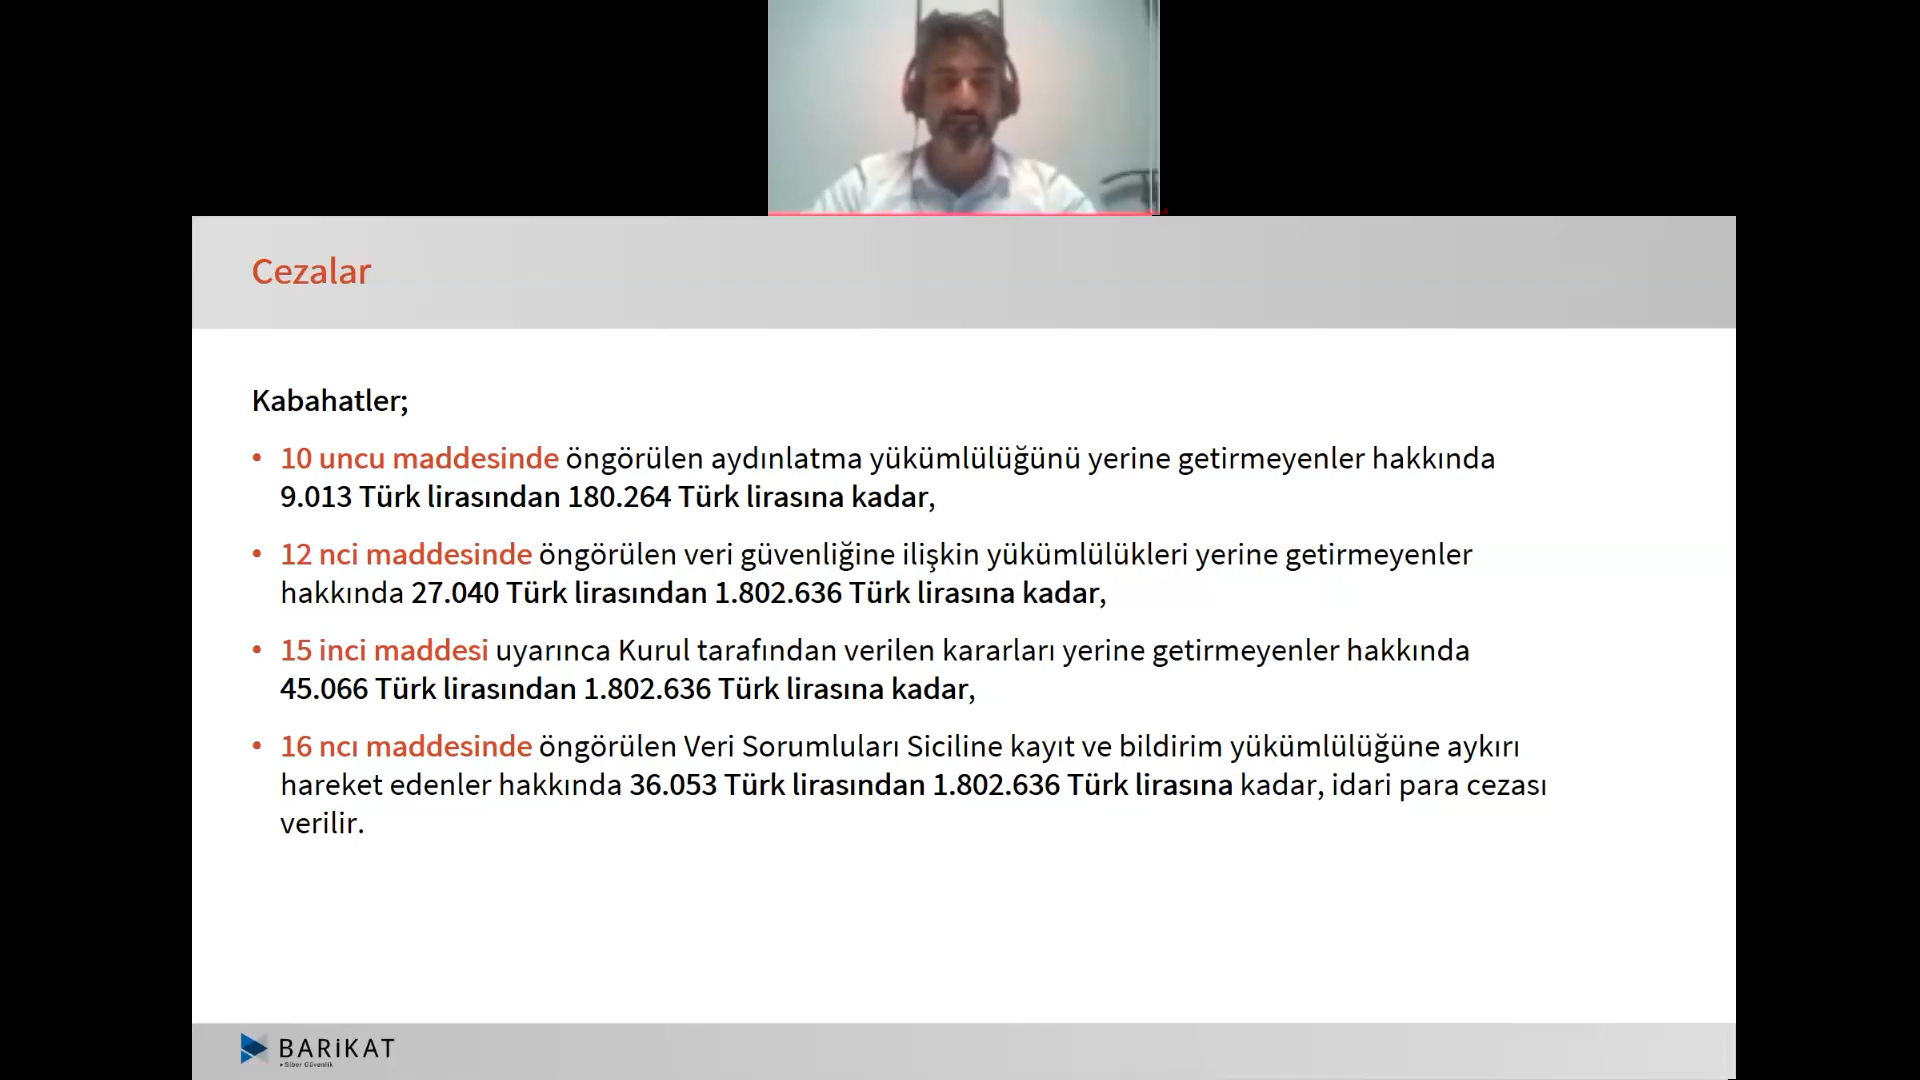 Cezalar
Kabahatler;
• 10 uncu maddesinde öngörülen aydınlatma yükümlülüğünü yerine getirmeyenler hakkında
9.013 Türk lirasından 180.264 Türk lirasına kadar,
• 12 nci maddesinde öngörülen veri güvenliğine ilişkin yükümlülükleri yerine getirmeyenler
hakkında 27.040 Türk lirasından 1.802.636 Türk lirasına kadar,
• 15 inci maddesi uyarınca Kurul tarafından verilen kararları yerine getirmeyenler hakkında
45.066 Türk lirasından 1.802.636 Türk lirasına kadar,
• 16 ncı maddesinde öngörülen Veri Sorumluları Siciline kayıt ve bildirim yükümlülüğüne aykırı
hareket edenler hakkında 36.053 Türk lirasından 1.802.636 Türk lirasına kadar, idari para cezası
verilir.
BARiKAT
Siber Güvenlik